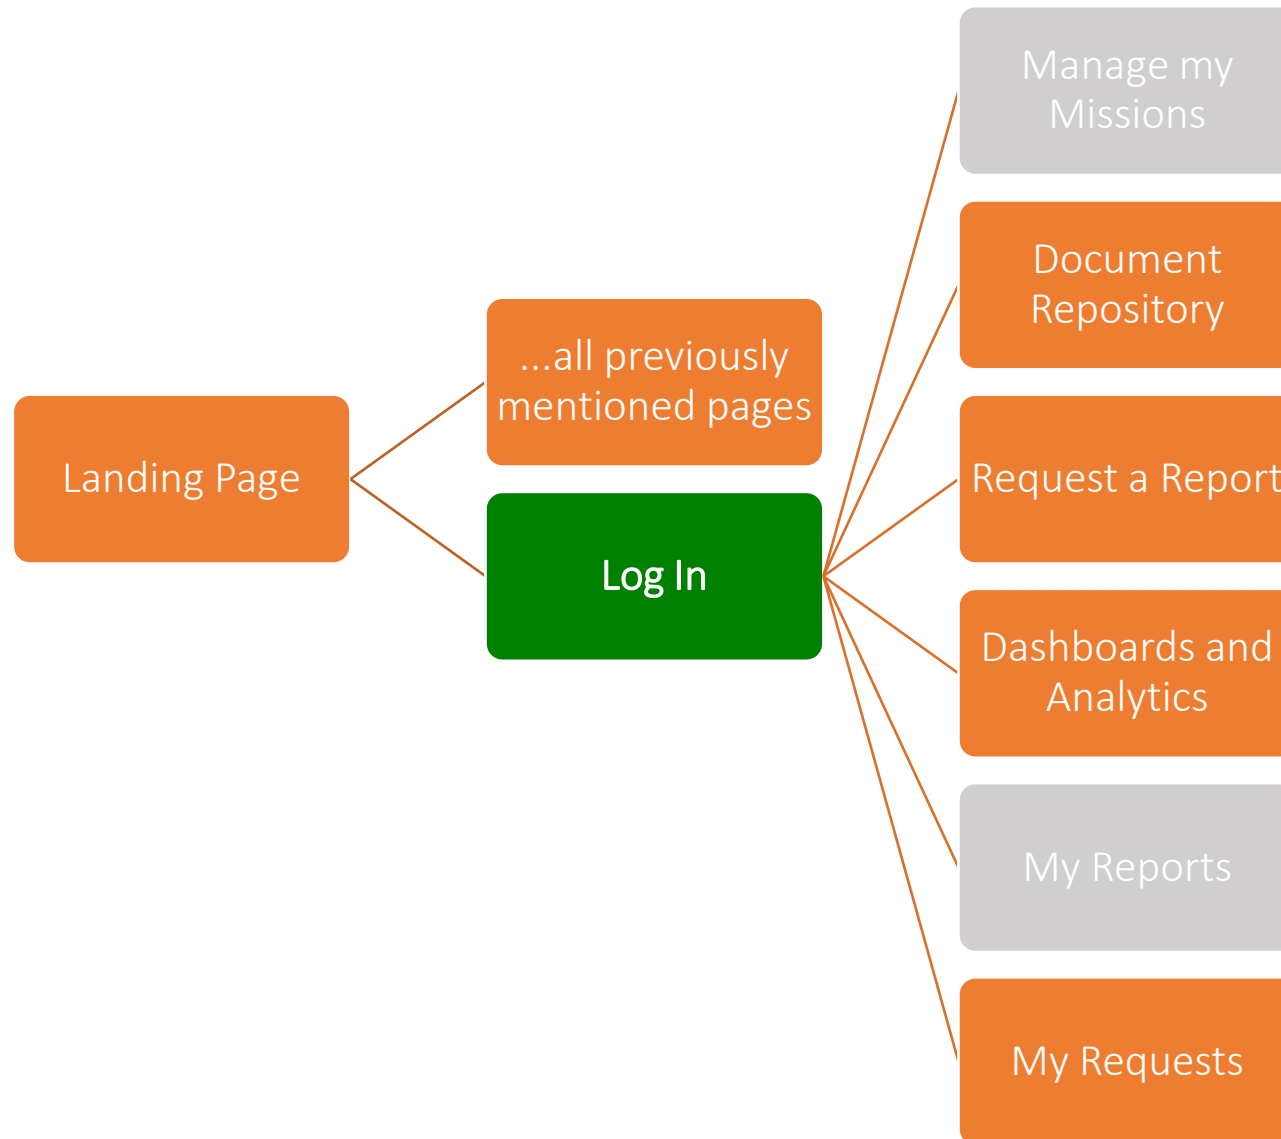 Landing Page
...all previously
mentioned pages
Log In
Manage my
Missions
Document
Repository
Request a Report
Dashboards and
Analytics
My Reports
My Requests